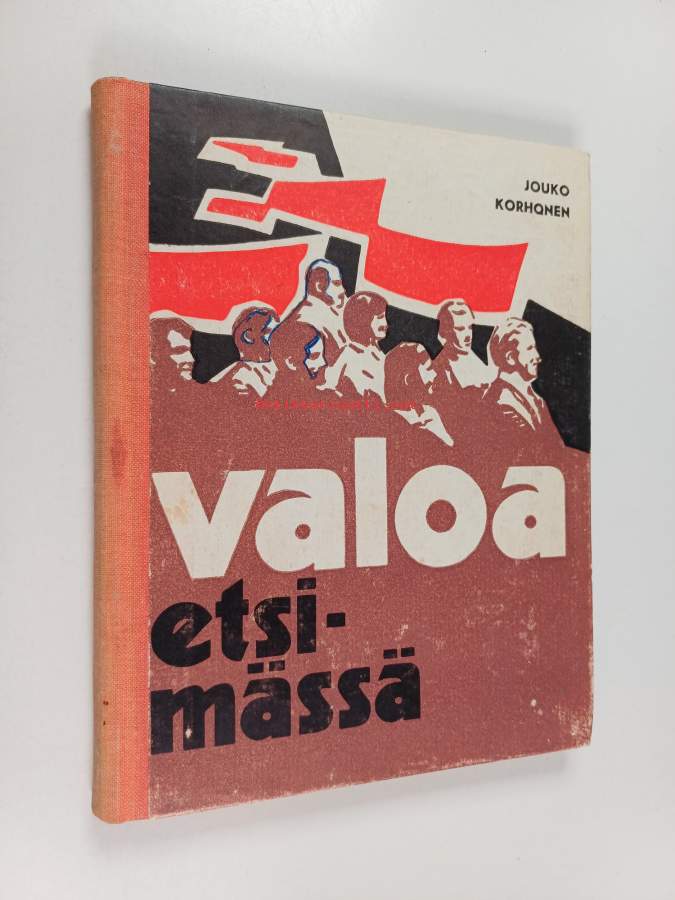 JOUKO
KORHONEN
valoa
etsi-
mässä